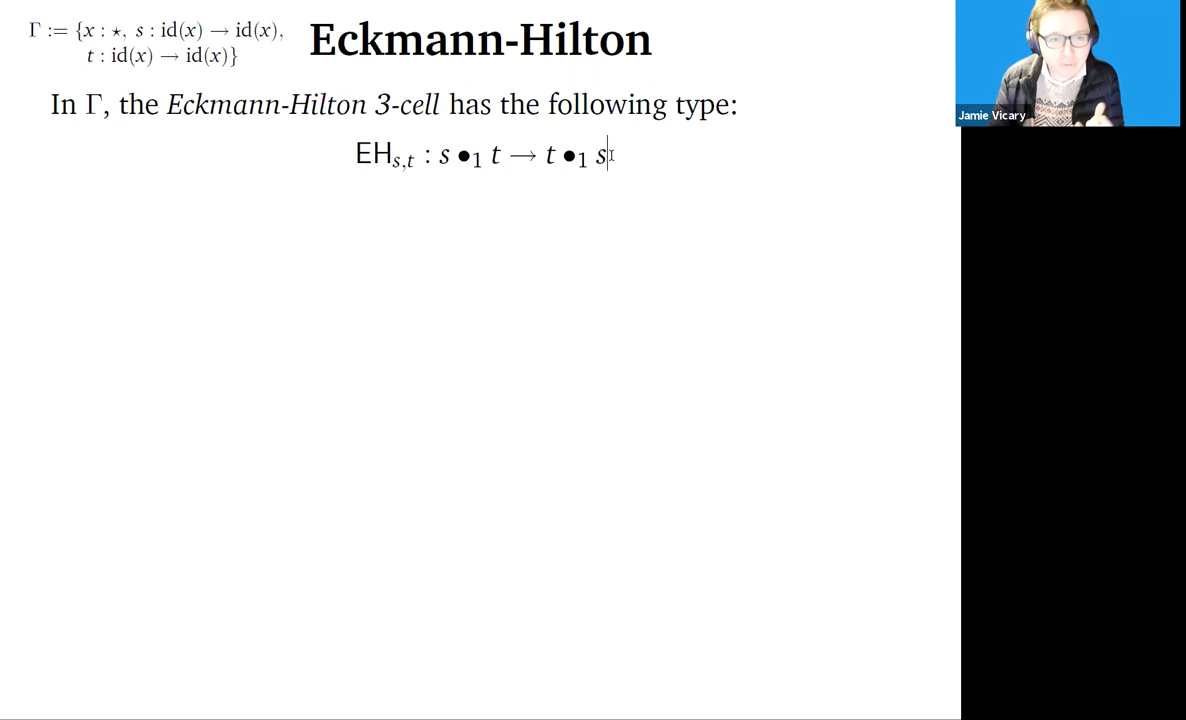 Γ := {x : ⋆, s : id(x) → id(x),
t : id(x) → id(x)}
Eckmann-Hilton
Jamie Vicary
In Γ, the Eckmann-Hilton 3-cell has the following type:
EHₛ,ₜ : s •₁ t → t •₁ s